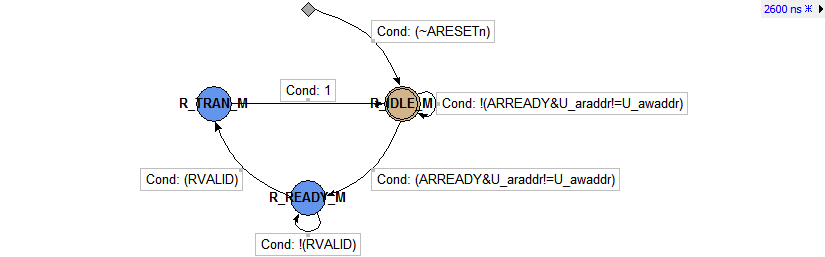 2600 ns
Cond: (~ARESETn)
Cond: 1
R_TRAN_M
R_IDLE_M
Cond: !(ARREADY&U_araddr!=U_awaddr)
Cond: (RVALID)
Cond: (ARREADY&U_araddr!=U_awaddr)
R_READY_M
Cond: !(RVALID)